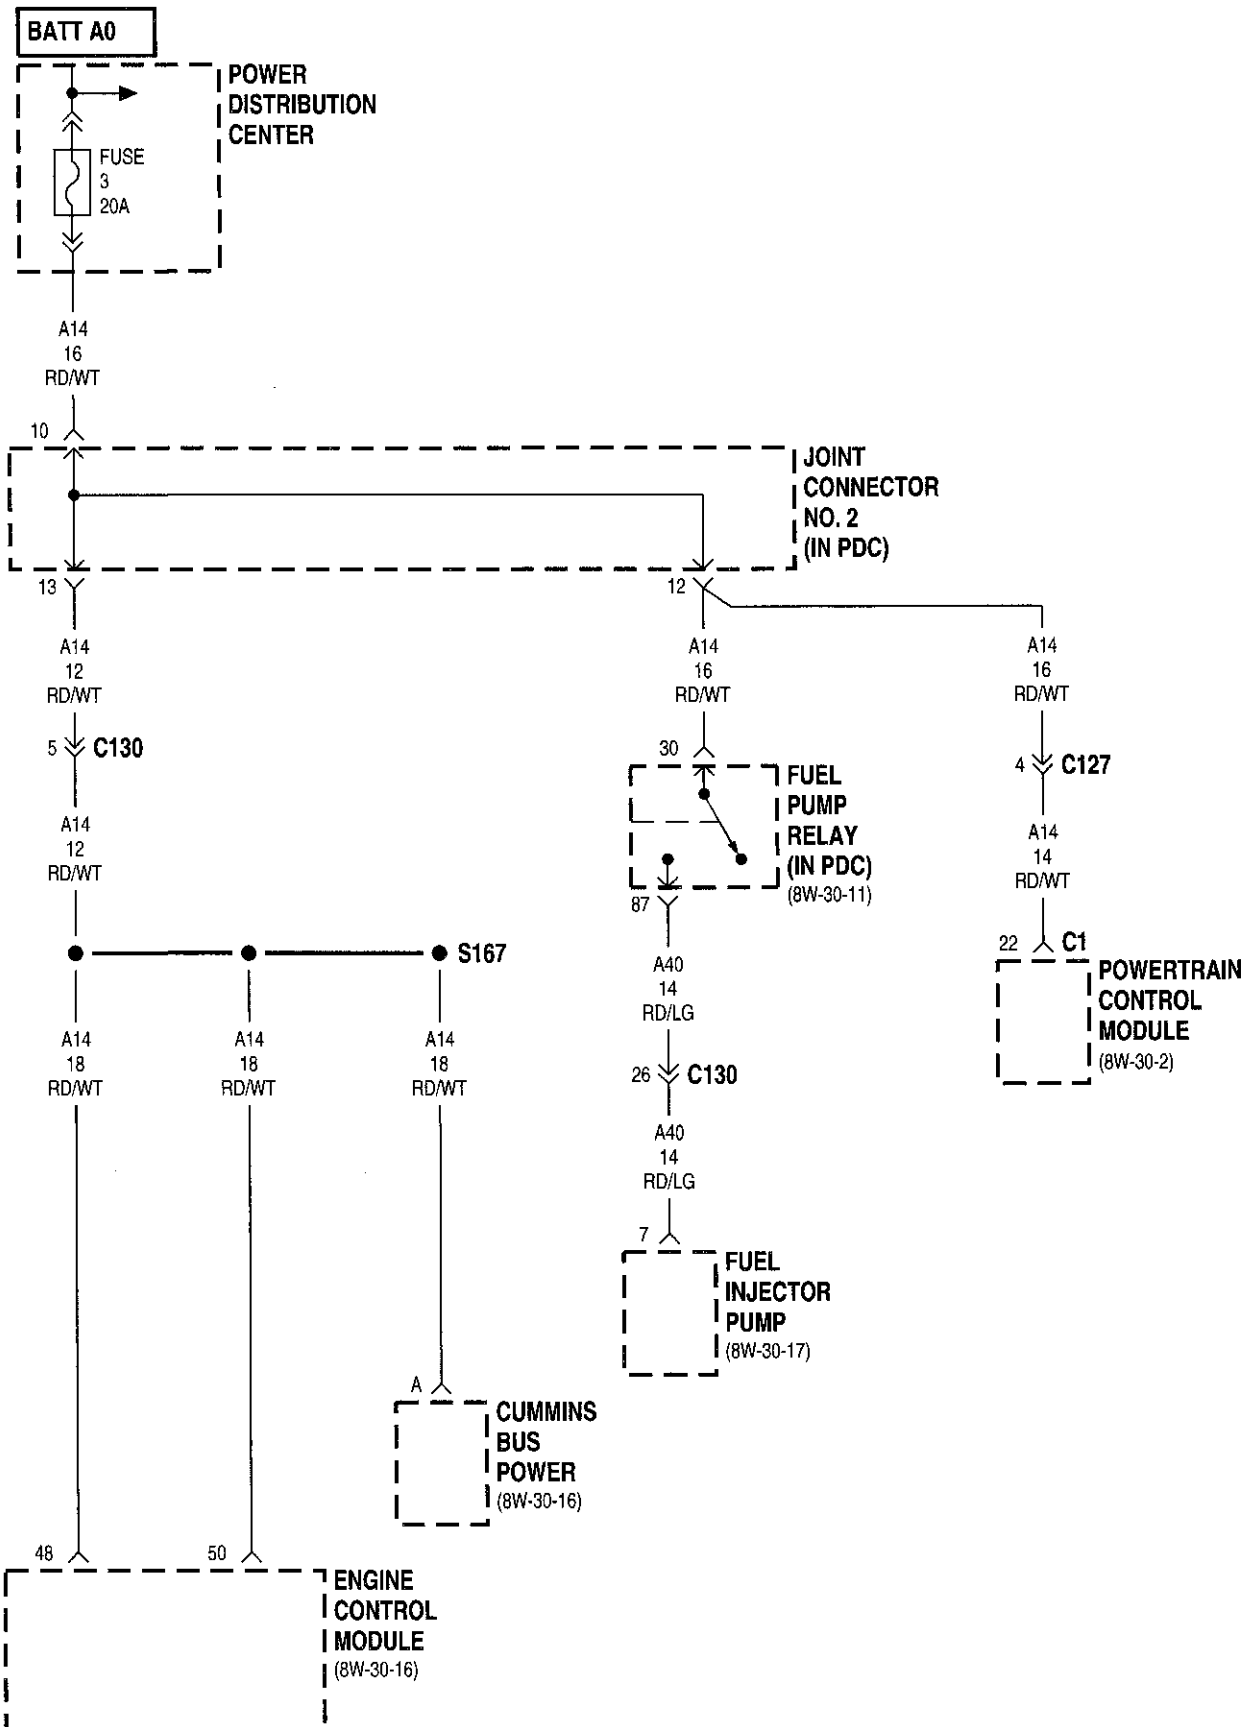 BATT A0
POWER
DISTRIBUTION
CENTER
FUSE
3
20A
A14
16
RD/WT
10
JOINT
CONNECTOR
NO. 2
(IN PDC)
13
12
A14
12
RD/WT
A14
16
RD/WT
A14
16
RD/WT
5 C130
30
FUEL
PUMP
RELAY
(IN PDC)
(8W-30-11)
4 C127
A14
12
RD/WT
A14
14
RD/WT
87
S167
22 C1
POWERTRAIN
CONTROL
MODULE
(8W-30-2)
A40
14
RD/LG
A14
18
RD/WT
A14
18
RD/WT
A14
18
RD/WT
26 C130
A40
14
RD/LG
7
FUEL
INJECTOR
PUMP
(8W-30-17)
A
CUMMINS
BUS
POWER
(8W-30-16)
48
50
ENGINE
CONTROL
MODULE
(8W-30-16)